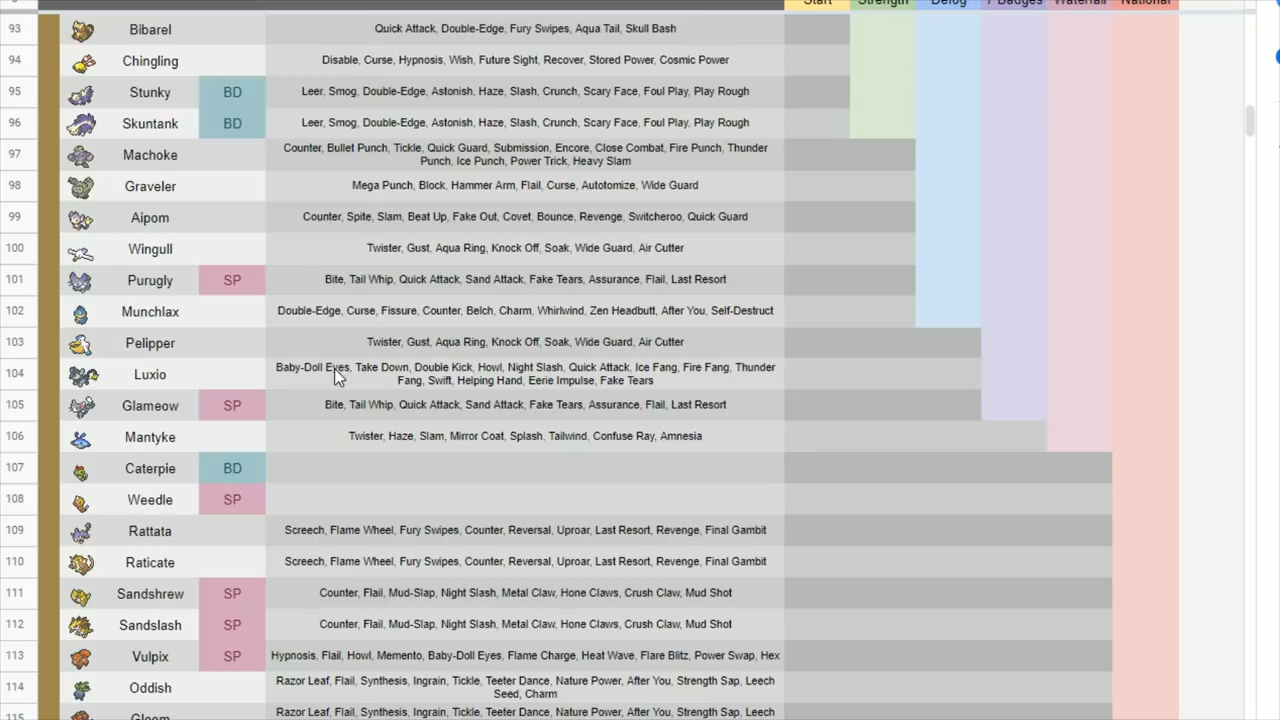 Start Strength Defog 7 Badges Waterfall National
93 Bibarel Quick Attack, Double-Edge, Fury Swipes, Aqua Tail, Skull Bash
94 Chingling Disable, Curse, Hypnosis, Wish, Future Sight, Recover, Stored Power, Cosmic Power
95 Stunky BD Leer, Smog, Double-Edge, Astonish, Haze, Slash, Crunch, Scary Face, Foul Play, Play Rough
96 Skuntank BD Leer, Smog, Double-Edge, Astonish, Haze, Slash, Crunch, Scary Face, Foul Play, Play Rough
97 Machoke Counter, Bullet Punch, Tickle, Quick Guard, Submission, Encore, Close Combat, Fire Punch, Thunder
Punch, Ice Punch, Power Trick, Heavy Slam
98 Graveler Mega Punch, Block, Hammer Arm, Flail, Curse, Autotomize, Wide Guard
99 Aipom Counter, Spite, Slam, Beat Up, Fake Out, Covet, Bounce, Revenge, Switcheroo, Quick Guard
100 Wingull Twister, Gust, Aqua Ring, Knock Off, Soak, Wide Guard, Air Cutter
101 Purugly SP Bite, Tail Whip, Quick Attack, Sand Attack, Fake Tears, Assurance, Flail, Last Resort
102 Munchlax Double-Edge, Curse, Fissure, Counter, Belch, Charm, Whirlwind, Zen Headbutt, After You, Self-Destruct
103 Pelipper Twister, Gust, Aqua Ring, Knock Off, Soak, Wide Guard, Air Cutter
104 Luxio Baby-Doll Eyes, Take Down, Double Kick, Howl, Night Slash, Quick Attack, Ice Fang, Fire Fang, Thunder
Fang, Swift, Helping Hand, Eerie Impulse, Fake Tears
105 Glameow SP Bite, Tail Whip, Quick Attack, Sand Attack, Fake Tears, Assurance, Flail, Last Resort
106 Mantyke Twister, Haze, Slam, Mirror Coat, Splash, Tailwind, Confuse Ray, Amnesia
107 Caterpie BD
108 Weedle SP
109 Rattata Screech, Flame Wheel, Fury Swipes, Counter, Reversal, Uproar, Last Resort, Revenge, Final Gambit
110 Raticate Screech, Flame Wheel, Fury Swipes, Counter, Reversal, Uproar, Last Resort, Revenge, Final Gambit
111 Sandshrew SP Counter, Flail, Mud-Slap, Night Slash, Metal Claw, Hone Claws, Crush Claw, Mud Shot
112 Sandslash SP Counter, Flail, Mud-Slap, Night Slash, Metal Claw, Hone Claws, Crush Claw, Mud Shot
113 Vulpix SP Hypnosis, Flail, Howl, Memento, Baby-Doll Eyes, Flame Charge, Heat Wave, Flare Blitz, Power Swap, Hex
114 Oddish Razor Leaf, Flail, Synthesis, Ingrain, Tickle, Teeter Dance, Nature Power, After You, Strength Sap, Leech
Seed, Charm
115 Gloom Razor Leaf, Flail, Synthesis, Ingrain, Tickle, Teeter Dance, Nature Power, After You, Strength Sap, Leech